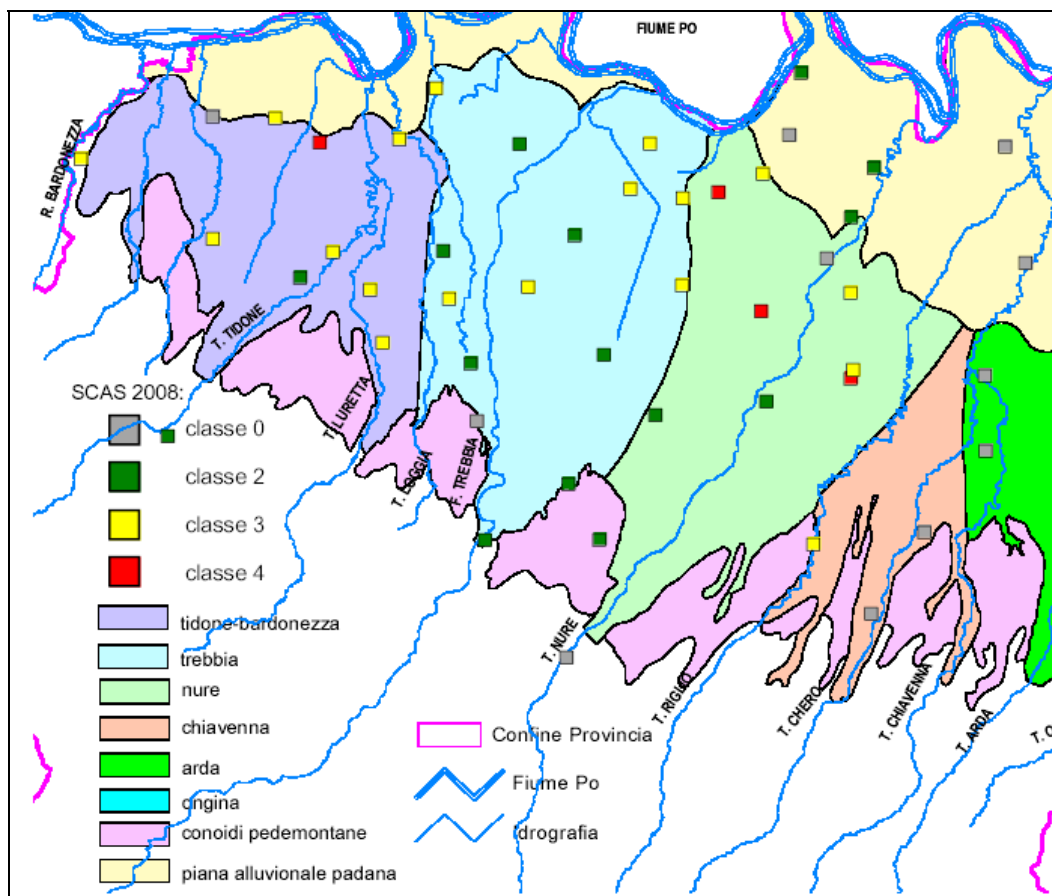 FIUME PO
R. BARDONEZZA
T. TIDONE
T. LURETTA
T. LOGGIA
F. TREBBIA
T. NURE
T. RIGLIO
T. CHERO
T. CHIAVENNA
T. ARDA
SCAS 2008:
classe 0
classe 2
classe 3
classe 4
tidone-bardonezza
trebbia
nure
chiavenna
arda
ongina
conoidi pedemontane
piana alluvionale padana
Confine Provincia
Fiume Po
Idrografia